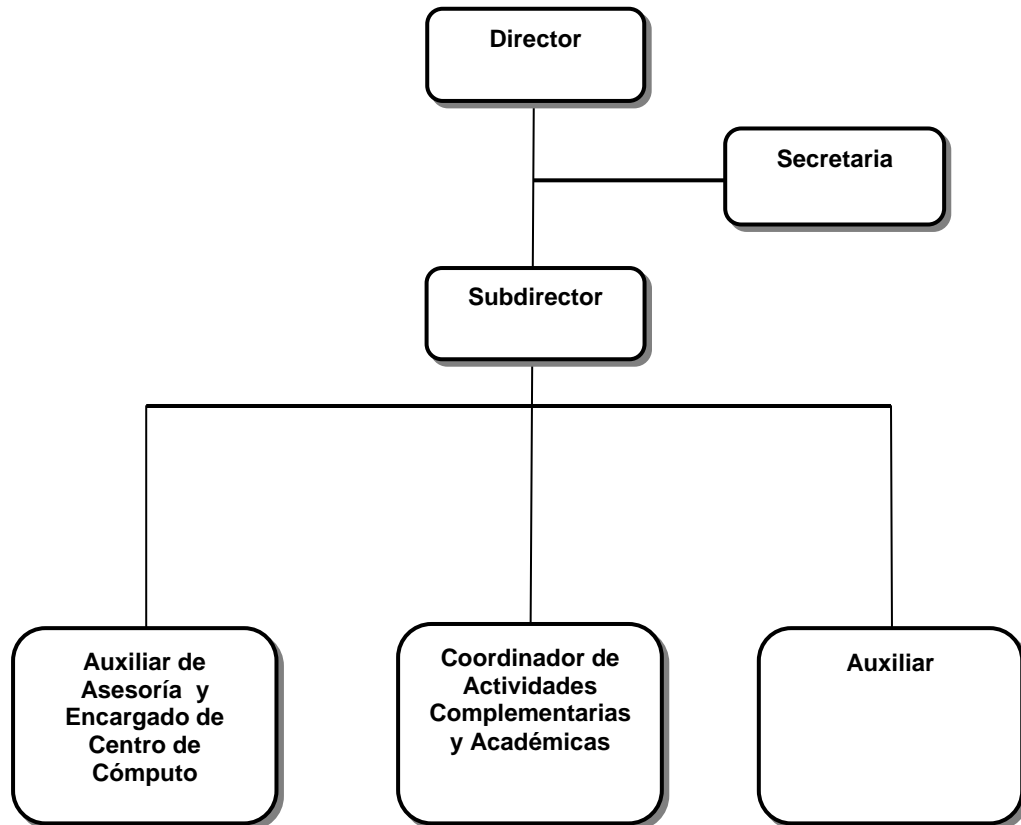 Director
Secretaria
Subdirector
Auxiliar de
Asesoría y
Encargado de
Centro de
Cómputo
Coordinador de
Actividades
Complementarias
y Académicas
Auxiliar